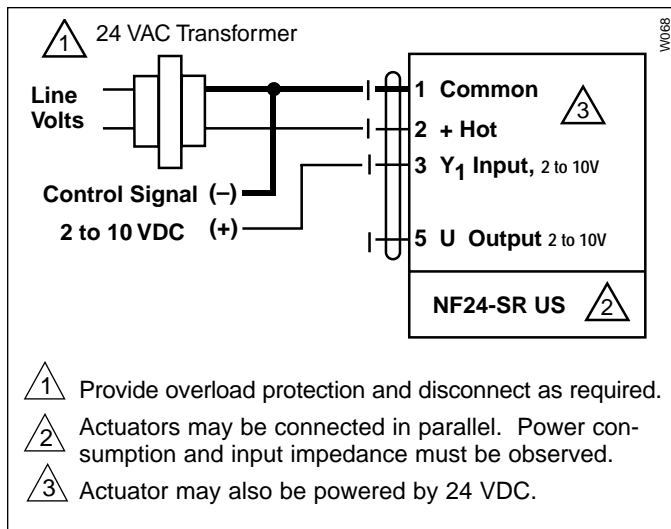 1 24 VAC Transformer
W068
Line
Volts
1 Common
3
2 + Hot
3 Y1 Input, 2 to 10V
Control Signal (–)
2 to 10 VDC (+)
5 U Output 2 to 10V
NF24-SR US 2
1 Provide overload protection and disconnect as required.
2 Actuators may be connected in parallel. Power con-
sumption and input impedance must be observed.
3 Actuator may also be powered by 24 VDC.